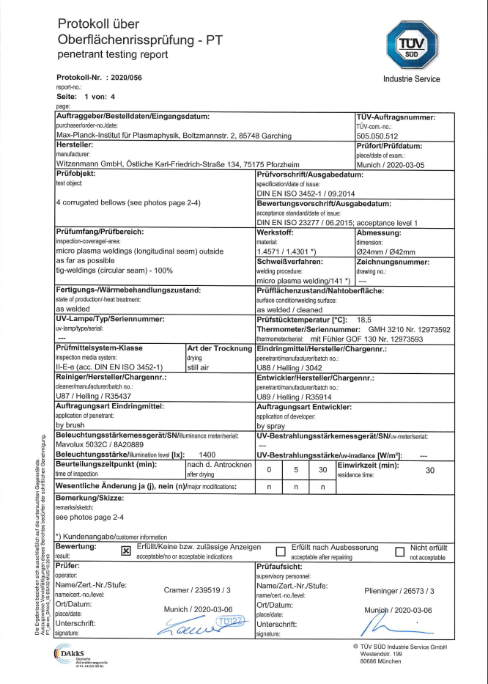 Protokoll über
Oberflächenrissprüfung - PT
penetrant testing report
TÜV
SÜD
Industrie Service
Protokoll-Nr. : 2020/056
report-no.:
Seite: 1 von: 4
page:
Auftraggeber/Bestelldaten/Eingangsdatum:
purchaser/order-no./date:
Max-Planck-Institut für Plasmaphysik, Boltzmannstr. 2, 85748 Garching
TÜV-Auftragsnummer:
TÜV-com.-no.:
505.050.512
Hersteller:
manufacturer:
Witzenmann GmbH, Östliche Karl-Friedrich-Straße 134, 75175 Pforzheim
Prüfort/Prüfdatum:
place/date of exam.:
Munich / 2020-03-05
Prüfobjekt:
test object
4 corrugated bellows (see photos page 2-4)
Prüfvorschrift/Ausgabedatum:
specification/date of issue:
DIN EN ISO 3452-1 / 09.2014
Bewertungsvorschrift/Ausgabedatum:
acceptance standard/date of issue:
DIN EN ISO 23277 / 06.2015; acceptance level 1
Prüfumfang/Prüfbereich:
inspection-coverage/-area:
micro plasma weldings (longitudinal seam) outside
as far as possible
tig-weldings (circular seam) - 100%
Werkstoff:
material:
1.4571 / 1.4301 *)
Abmessung:
dimension:
Ø24mm / Ø42mm
Schweißverfahren:
welding procedure:
micro plasma welding/141 *)
Zeichnungsnummer:
drawing no.:
---
Fertigungs-/Wärmebehandlungszustand:
state of production/-heat treatment:
as welded
Prüfflächenzustand/Nahtoberfläche:
surface condition/welding surface:
as welded / cleaned
UV-Lampe/Typ/Seriennummer:
uv-lamp/type/serial:
---
Prüfstücktemperatur [°C]: 18,5
Thermometer/Seriennummer: GMH 3210 Nr. 12973592
thermometer/serial: mit Fühler GOF 130 Nr. 12973593
Prüfmittelsystem-Klasse
inspection media system:
II-E-e (acc. DIN EN ISO 3452-1)
Art der Trocknung
drying
still air
Eindringmittel/Hersteller/Chargennr.:
penetrant/manufacturer/batch no.:
U88 / Helling / 3042
Reiniger/Hersteller/Chargennr.:
cleaner/manufacturer/batch no.:
U87 / Helling / R35437
Entwickler/Hersteller/Chargennr.:
penetrant/manufacturer/batch no.:
U89 / Helling / R35914
Auftragungsart Eindringmittel:
application of penetrant:
by brush
Auftragungsart Entwickler:
application of developer:
by spray
Beleuchtungsstärkemessgerät/SN/illuminance meter/serial:
Mavolux 5032C / 8A20889
UV-Bestrahlungsstärkemessgerät/SN/uv-meter/serial:
---
Beleuchtungsstärke/illumination level [lx]: 1400
UV-Bestrahlungsstärke/uv-irradiance [W/m²]: ---
Beurteilungszeitpunkt (min):
time of inspection
nach d. Antrocknen
after drying
0 5 30
Einwirkzeit (min):
residence time:
30
Wesentliche Änderung ja (j), nein (n)/major modifications:
n n n
Bemerkung/Skizze:
remarks/sketch:
see photos page 2-4
*) Kundenangabe/customer information
Bewertung:
result:
Erfüllt/Keine bzw. zulässige Anzeigen
acceptable/no or acceptable indications
Erfüllt nach Ausbesserung
acceptable after repairing
Nicht erfüllt
not acceptable
Prüfer:
operator:
Name/Zert.-Nr./Stufe:
name/cert.-no./level:
Cramer / 239519 / 3
Ort/Datum:
place/date:
Munich / 2020-03-06
Unterschrift:
signature:
Prüfaufsicht:
supervisory personnel:
Name/Zert.-Nr./Stufe:
name/cert.-no./level:
Plieninger / 26573 / 3
Ort/Datum:
place/date:
Munich / 2020-03-06
Unterschrift:
signature:
DAkkS
© TÜV SÜD Industrie Service GmbH
Westendstr. 199
80686 München